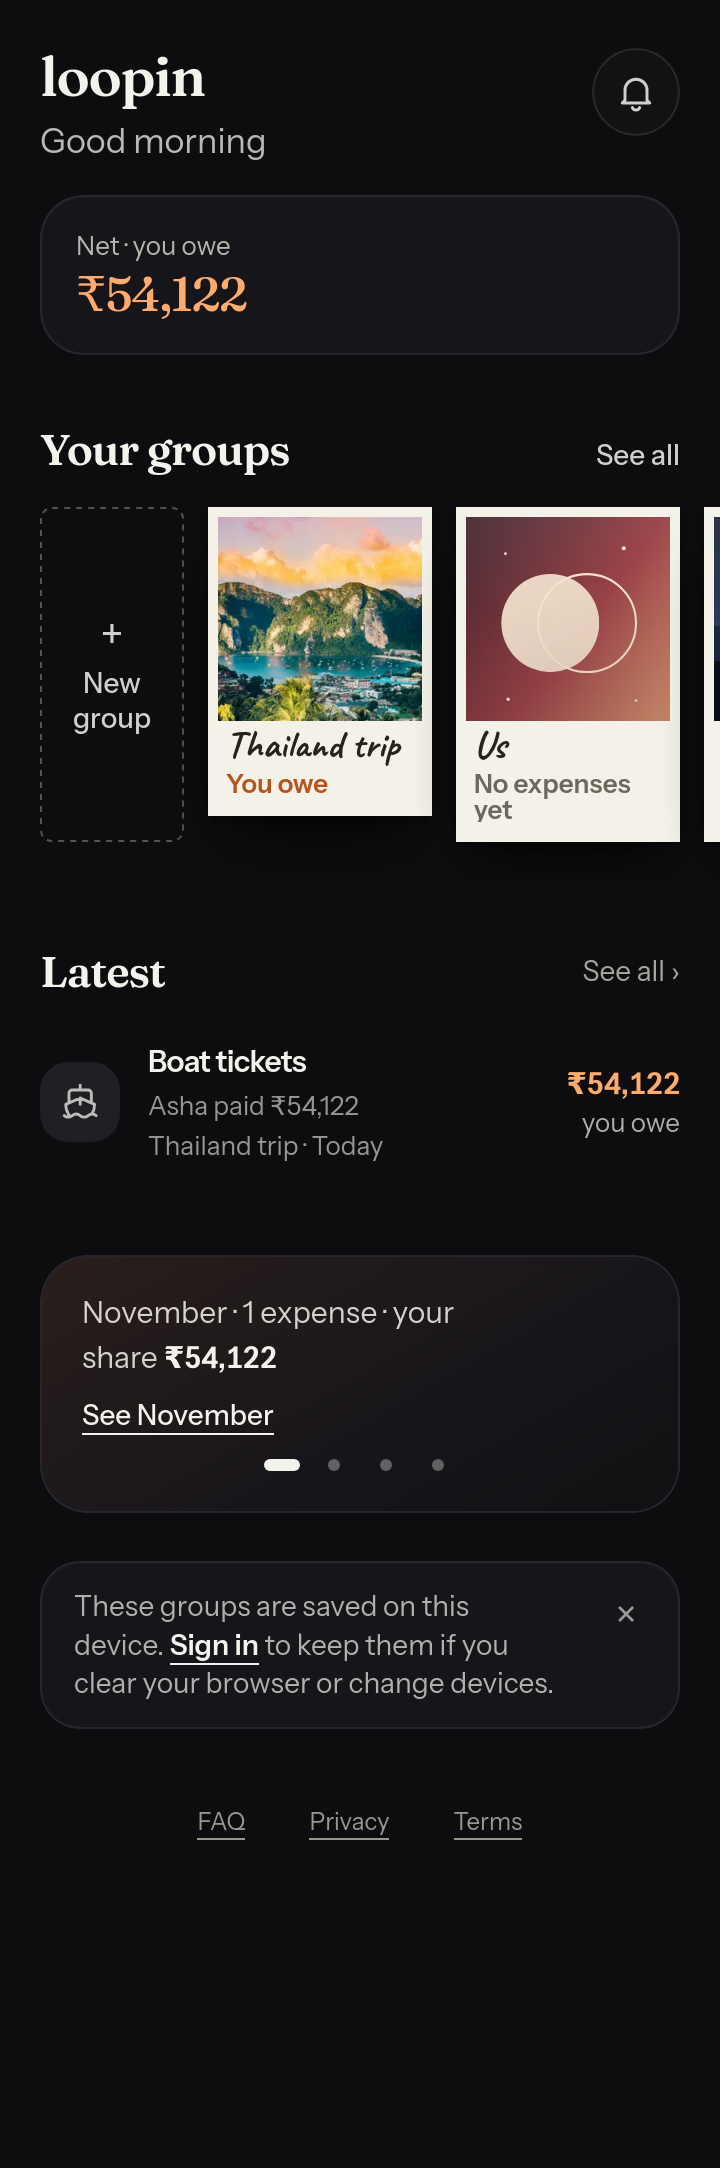 loopin
Good morning
Net · you owe
₹54,122
Your groups
See all
+
New
group
Thailand trip
You owe
Us
No expenses
yet
Latest
See all ›
Boat tickets
Asha paid ₹54,122
Thailand trip · Today
₹54,122
you owe
November · 1 expense · your
share ₹54,122
See November
These groups are saved on this
device. Sign in to keep them if you
clear your browser or change devices.
×
FAQ
Privacy
Terms